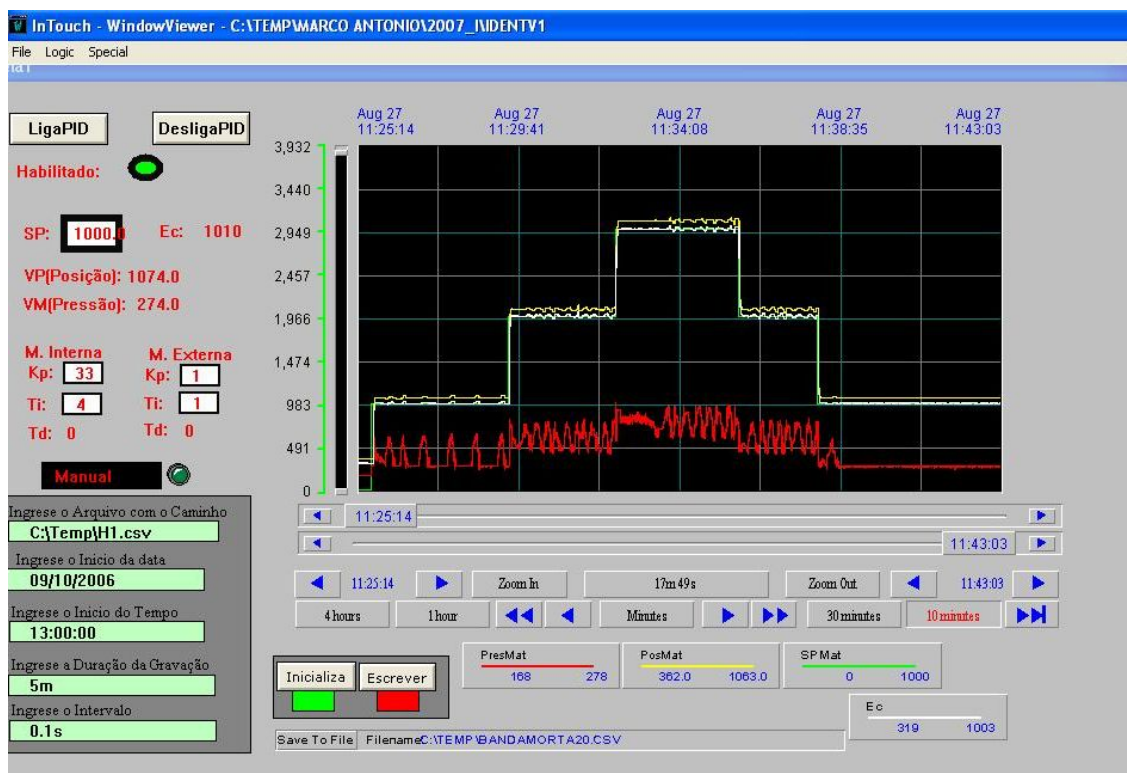 InTouch - WindowViewer - C:\TEMP\MARCO ANTONIO\2007_I\IDENTV1
File Logic Special
LigaPID DesligaPID
Habilitado:
SP: 1000.0 Ec: 1010
VP(Posição): 1074.0
VM(Pressão): 274.0
M. Interna M. Externa
Kp: 33 Kp: 1
Ti: 4 Ti: 1
Td: 0 Td: 0
Manual
Ingrese o Arquivo com o Caminho
C:\Temp\H1.csv
Ingrese o Inicio da data
09/10/2006
Ingrese o Inicio do Tempo
13:00:00
Ingrese a Duração da Gravação
5m
Ingrese o Intervalo
0.1s
Aug 27 Aug 27 Aug 27 Aug 27 Aug 27
11:25:14 11:29:41 11:34:08 11:38:35 11:43:03
3,932
3,440
2,949
2,457
1,966
1,474
983
491
0
11:25:14
11:43:03
11:25:14 Zoom In 17m 49s Zoom Out 11:43:03
4 hours 1 hour Minutes 30 minutes 10 minutes
Inicializa Escrever
PresMat PosMat SPMat
168 278 362.0 1063.0 0 1000
Ec
319 1003
Save To File Filename: C:\TEMP\BANDAMORTA20.CSV